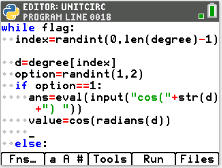 EDITOR: UNITCIRC
PROGRAM LINE 0018
while flag:
index=randint(0,len(degree)-1)
d=degree[index]
option=randint(1,2)
if option==1:
ans=eval(input("cos("+str(d)
+") "))
value=cos(radians(d))
_
else:
Fns…
a A #
Tools
Run
Files